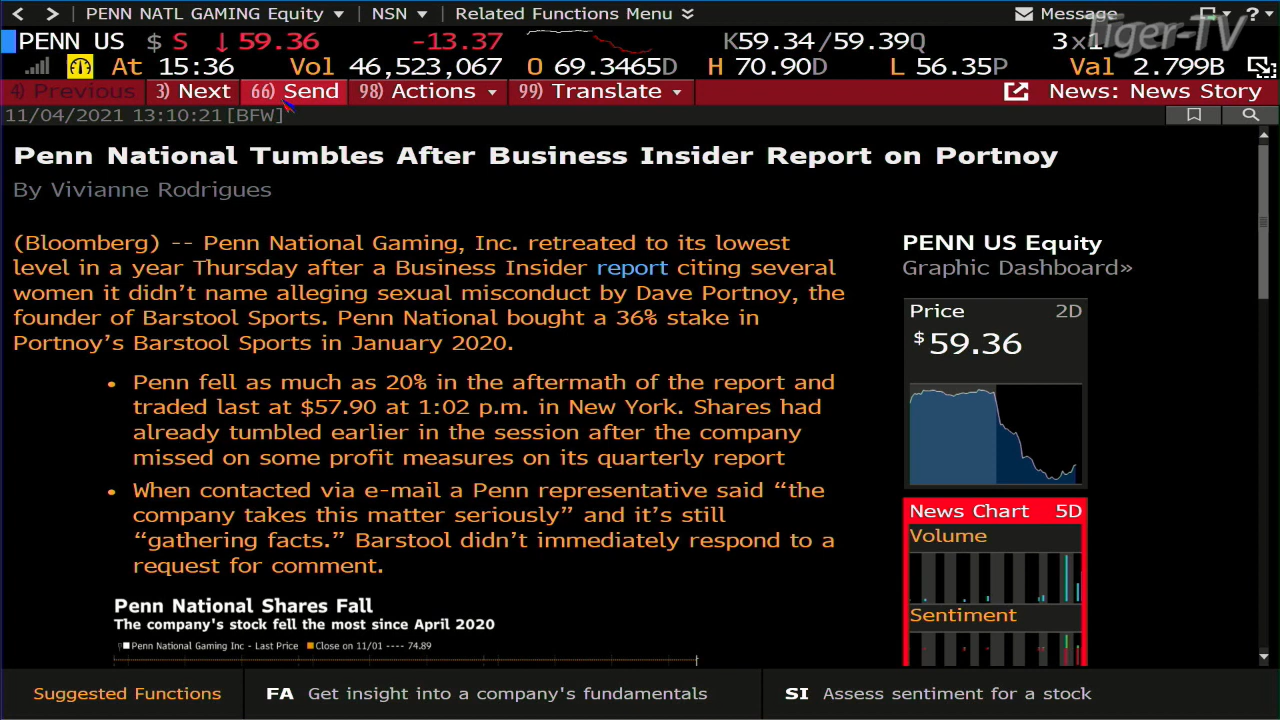 < > PENN NATL GAMING Equity NSN Related Functions Menu Message ?
Tiger-TV
PENN US $ S ↓59.36 -13.37 K59.34/59.39Q 3x1
At 15:36 Vol 46,523,067 O 69.3465D H 70.90D L 56.35P Val 2.799B
4) Previous 3) Next 66) Send 98) Actions 99) Translate News: News Story
11/04/2021 13:10:21[BFW]
Penn National Tumbles After Business Insider Report on Portnoy
By Vivianne Rodrigues
(Bloomberg) -- Penn National Gaming, Inc. retreated to its lowest
level in a year Thursday after a Business Insider report citing several
women it didn’t name alleging sexual misconduct by Dave Portnoy, the
founder of Barstool Sports. Penn National bought a 36% stake in
Portnoy’s Barstool Sports in January 2020.
• Penn fell as much as 20% in the aftermath of the report and
traded last at $57.90 at 1:02 p.m. in New York. Shares had
already tumbled earlier in the session after the company
missed on some profit measures on its quarterly report
• When contacted via e-mail a Penn representative said “the
company takes this matter seriously” and it’s still
“gathering facts.” Barstool didn’t immediately respond to a
request for comment.
Penn National Shares Fall
The company's stock fell the most since April 2020
Penn National Gaming Inc - Last Price Close on 11/01 ---- 74.89
PENN US Equity
Graphic Dashboard»
Price 2D
$59.36
News Chart 5D
Volume
Sentiment
Suggested Functions FA Get insight into a company's fundamentals SI Assess sentiment for a stock